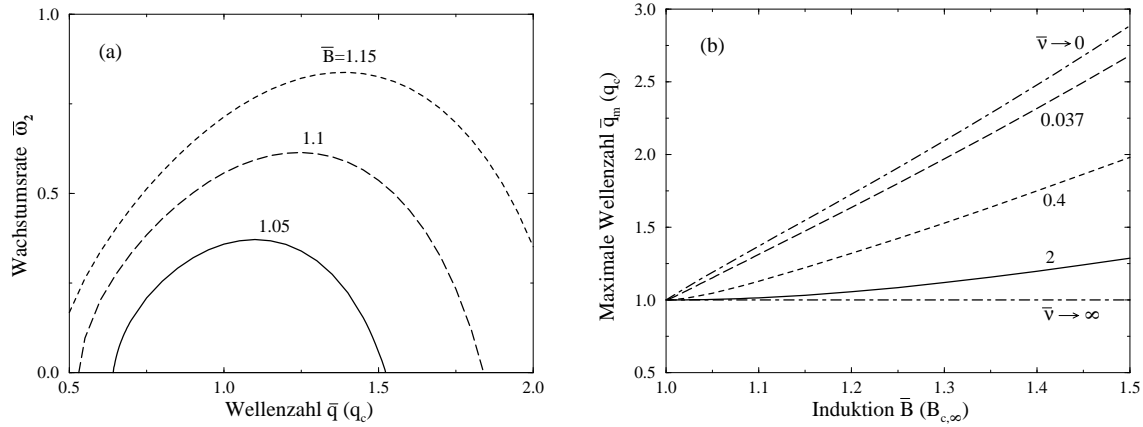 (a)
B̅=1.15
1.1
1.05
1.0
0.5
0.0
0.5
1.0
1.5
2.0
Wachstumsrate ω̅₂
Wellenzahl q̅ (q_c)
(b)
ν̅ → 0
0.037
0.4
2
ν̅ → ∞
3.0
2.5
2.0
1.5
1.0
0.5
1.0
1.1
1.2
1.3
1.4
1.5
Maximale Wellenzahl q̅_m (q_c)
Induktion B̅ (B_c,∞)